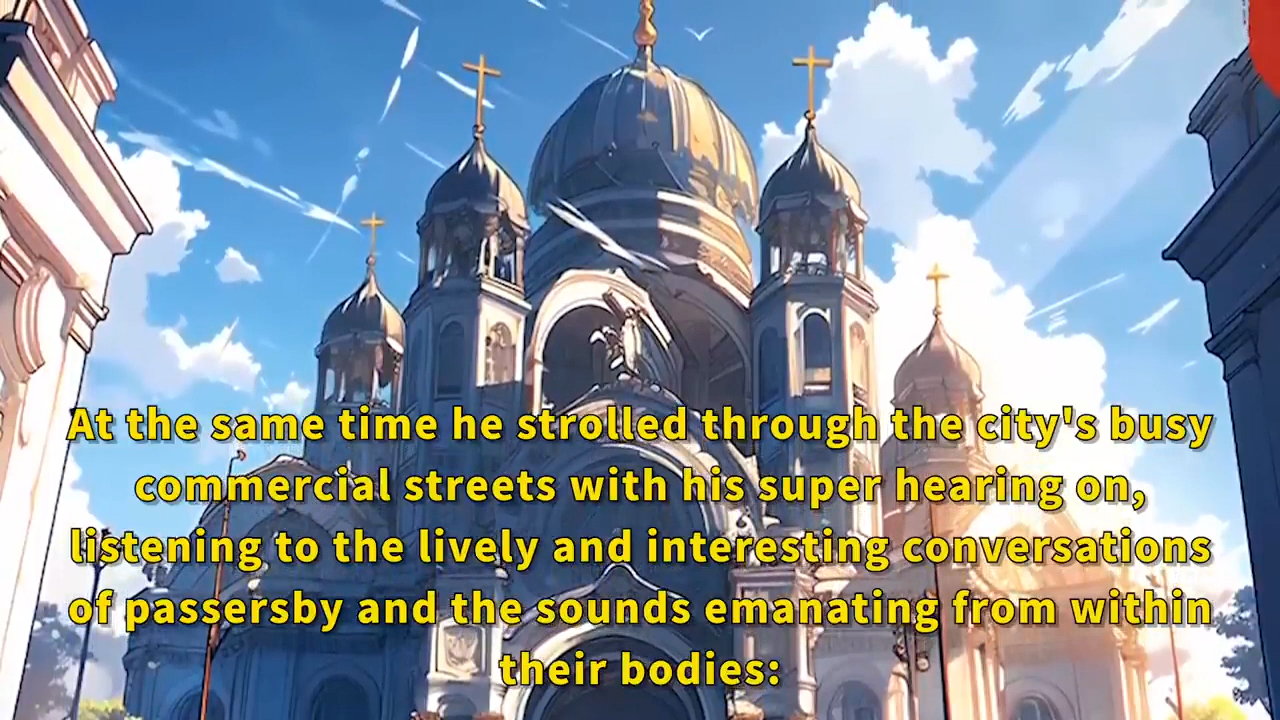 At the same time he strolled through the city's busy
commercial streets with his super hearing on,
listening to the lively and interesting conversations
of passersby and the sounds emanating from within
their bodies: